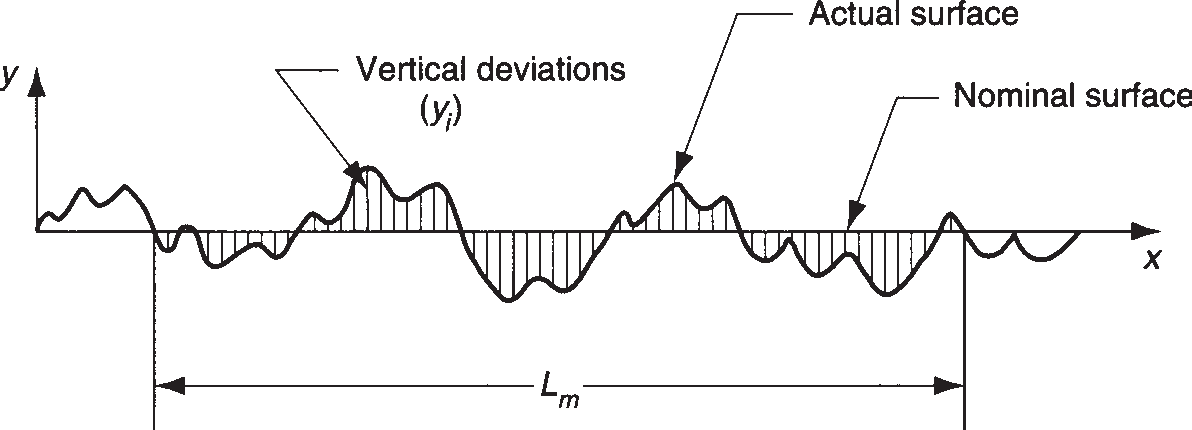 Actual surface
y
Vertical deviations
(yi)
Nominal surface
x
Lm